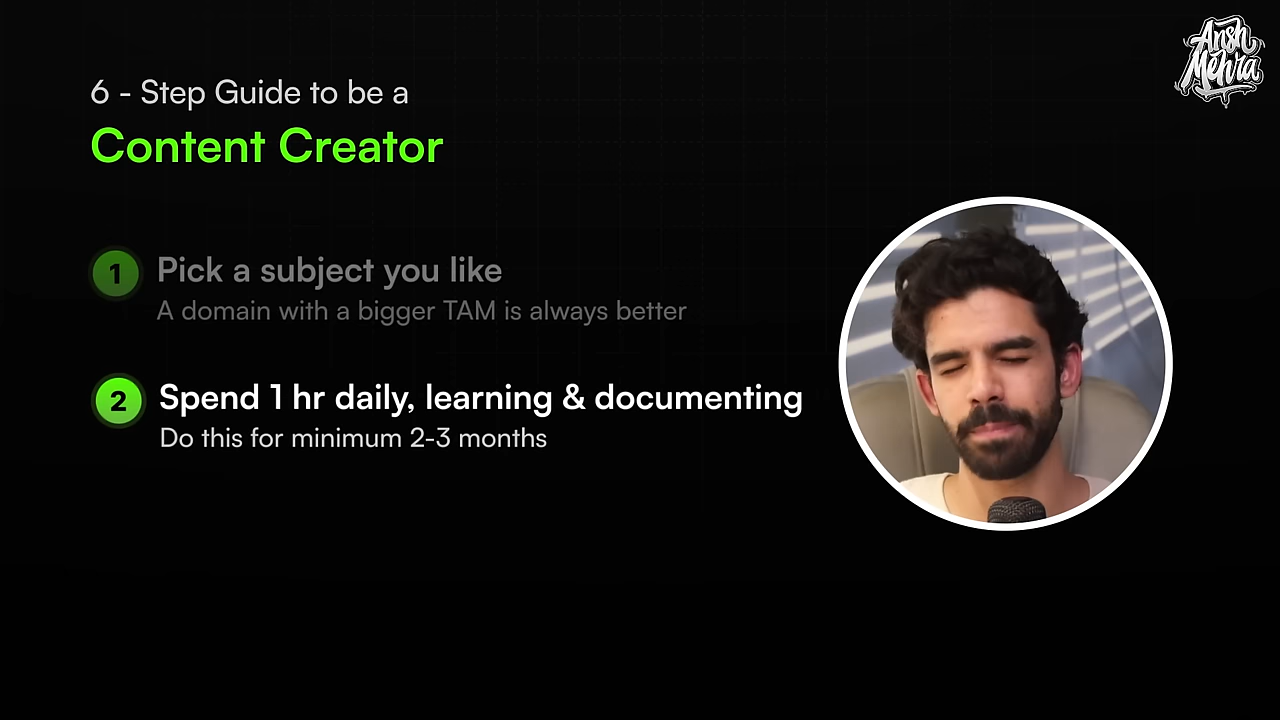 Ansh
Mehra
6 - Step Guide to be a
Content Creator
1 Pick a subject you like
A domain with a bigger TAM is always better
2 Spend 1 hr daily, learning & documenting
Do this for minimum 2-3 months